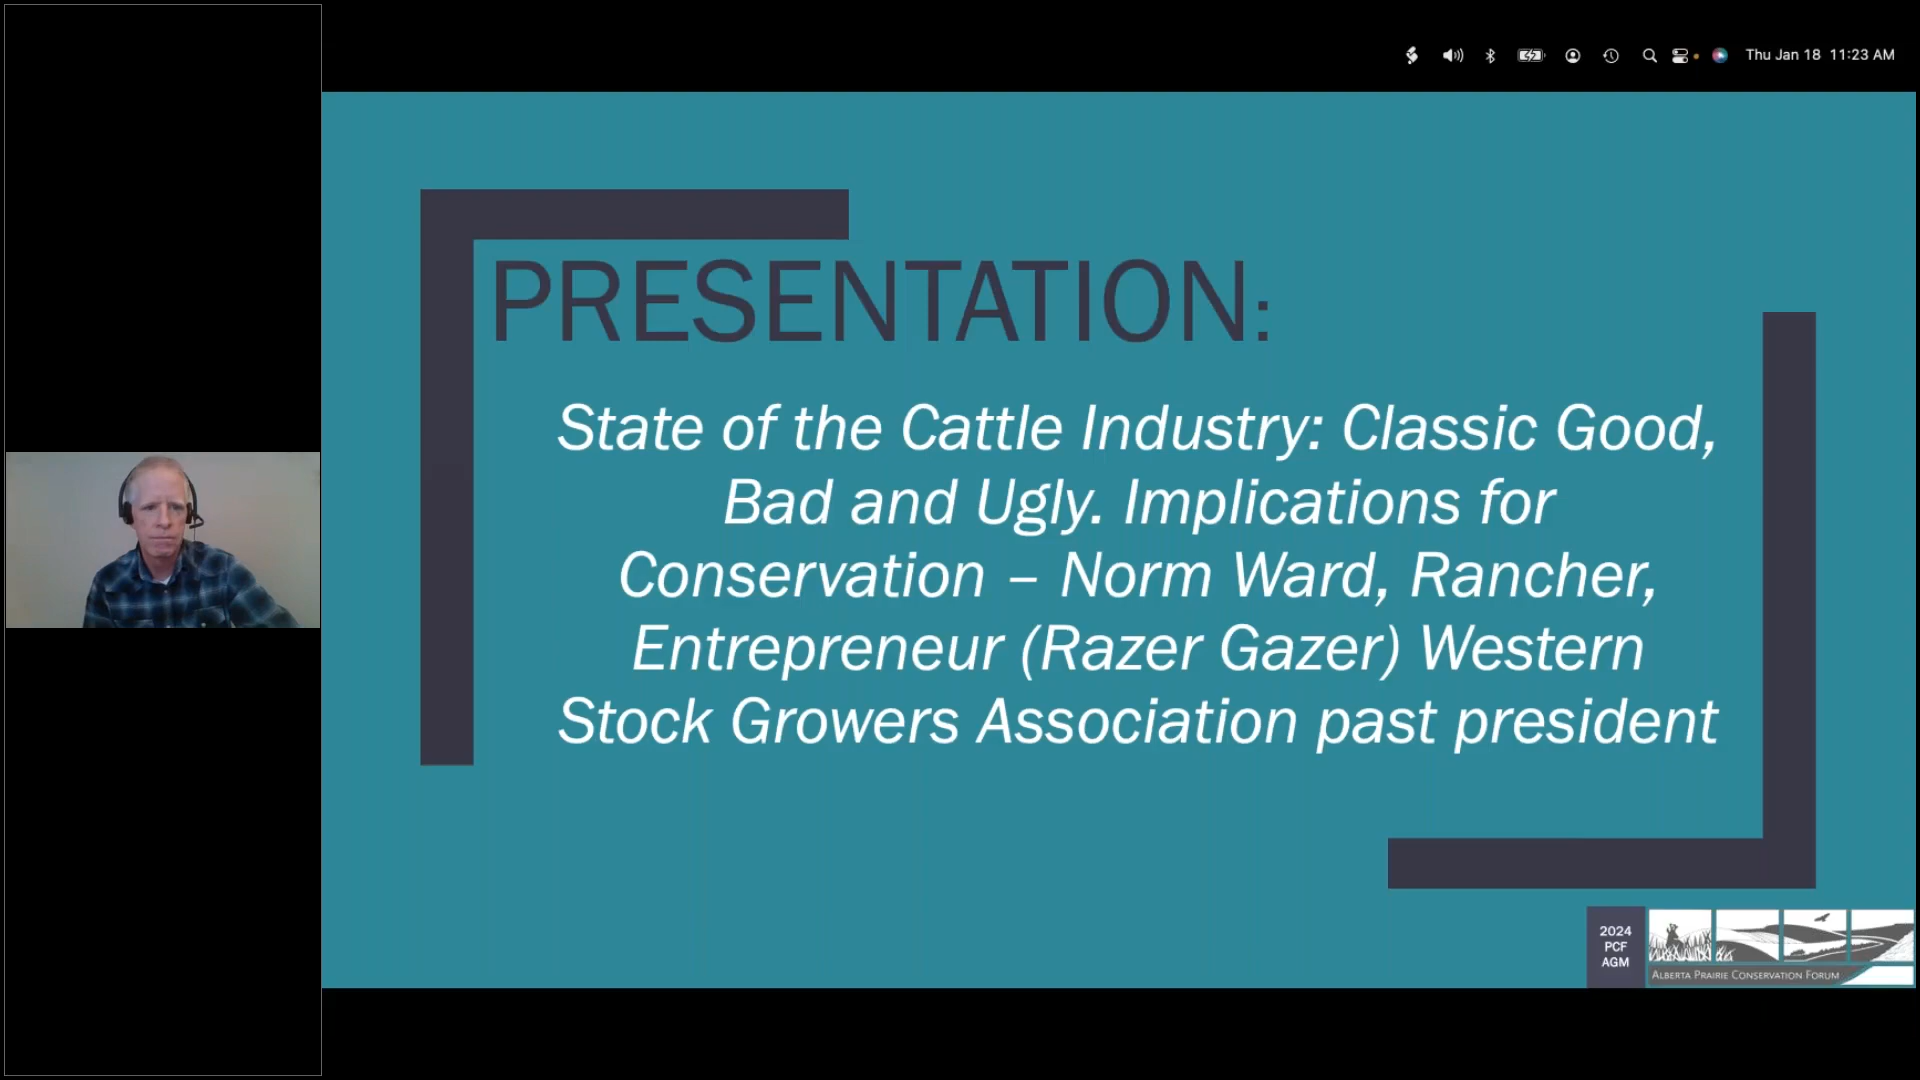 Thu Jan 18 11:23 AM
PRESENTATION:
State of the Cattle Industry: Classic Good,
Bad and Ugly. Implications for
Conservation – Norm Ward, Rancher,
Entrepreneur (Razer Gazer) Western
Stock Growers Association past president
2024
PCF
AGM
ALBERTA PRAIRIE CONSERVATION FORUM